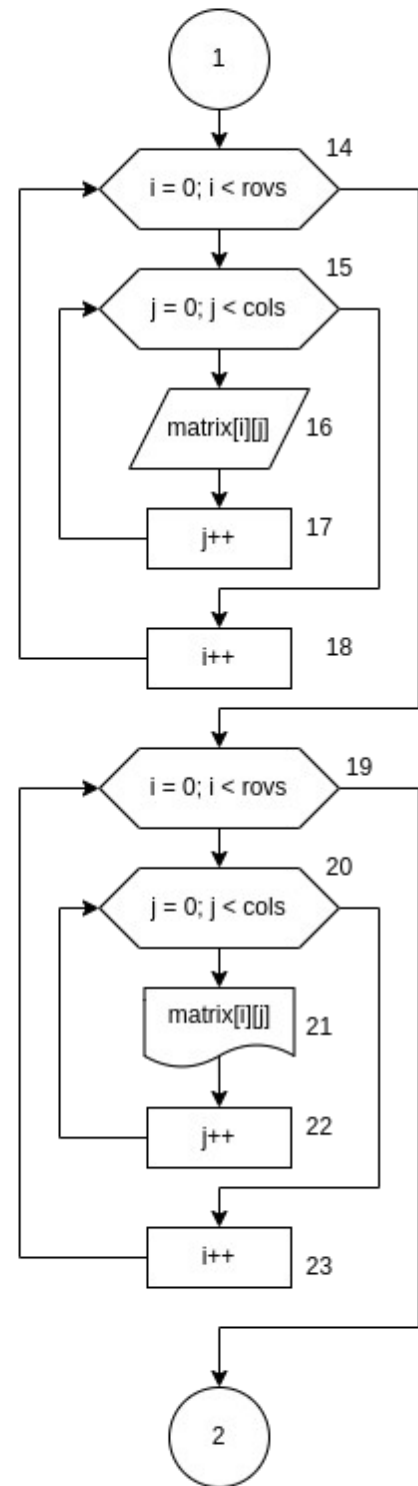 1
14
i = 0; i < rovs
15
j = 0; j < cols
matrix[i][j]
16
j++
17
i++
18
i = 0; i < rovs
19
20
j = 0; j < cols
matrix[i][j]
21
j++
22
i++
23
2